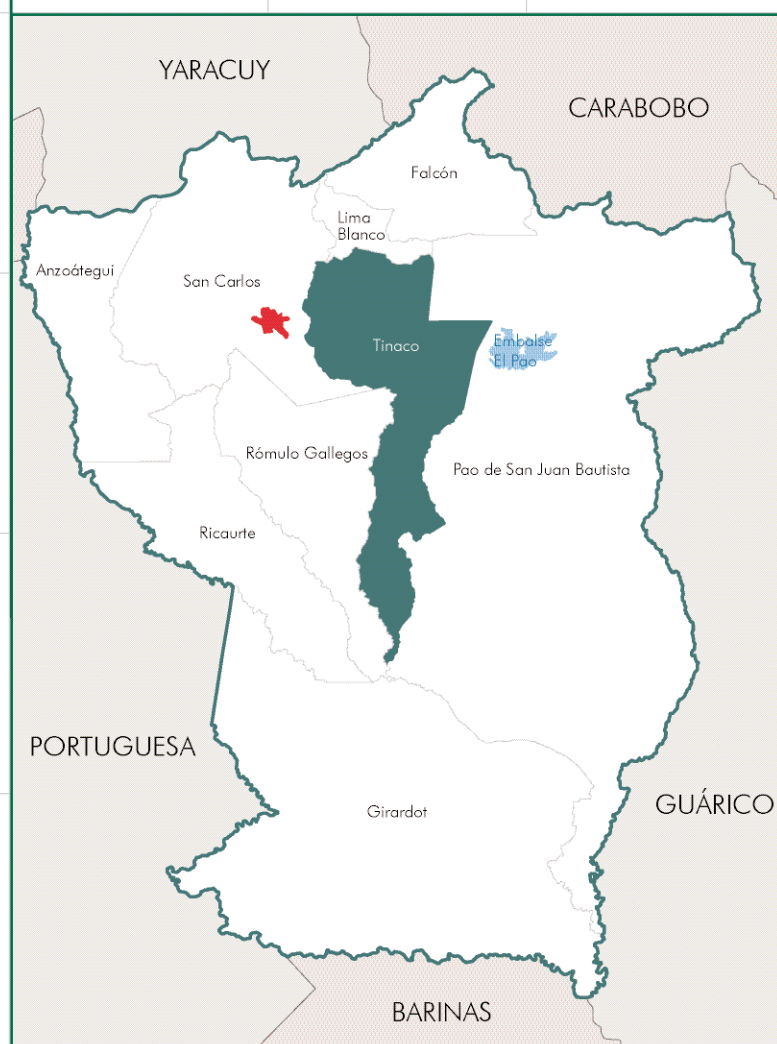 YARACUY
CARABOBO
Falcón
Lima
Blanco
Anzoátegui
San Carlos
Tinaco
Embalse
El Pao
Rómulo Gallegos
Pao de San Juan Bautista
Ricaurte
PORTUGUESA
GUÁRICO
Girardot
BARINAS